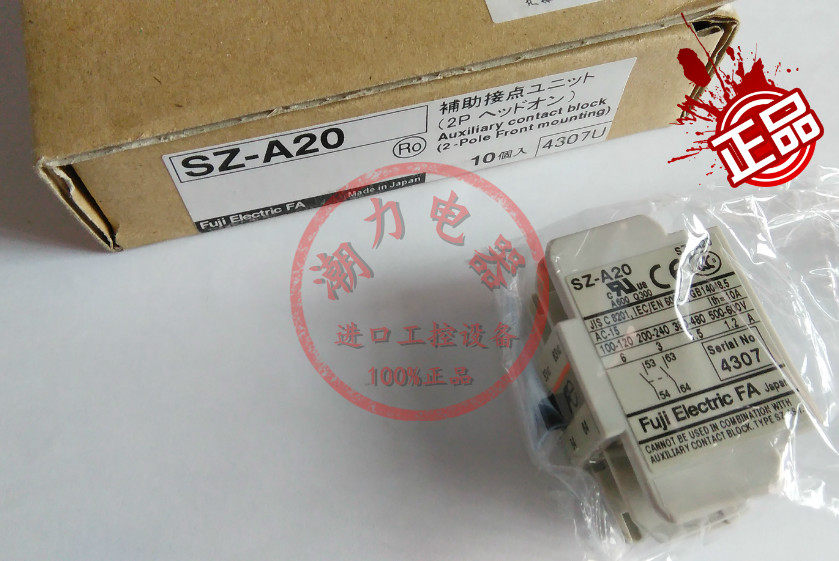 SZ-A20
Ro
補助接点ユニット
(2P ヘッドオン)
Auxiliary contact block
(2-Pole Front mounting)
10個入
4307U
Fuji Electric FA
Made in Japan
正品
潮力电器
进口工控设备
100%正品
SZ-A20
A600 Q300
JIS C 8201, IEC/EN
AC-15
Ith=10A
100-120 200-240
500-600V
6 3
1.2 A
53 63
54 64
Serial No
4307
Fuji Electric FA Japan
CANNOT BE USED IN COMBINATION WITH
AUXILIARY CONTACT BLOCK, TYPE